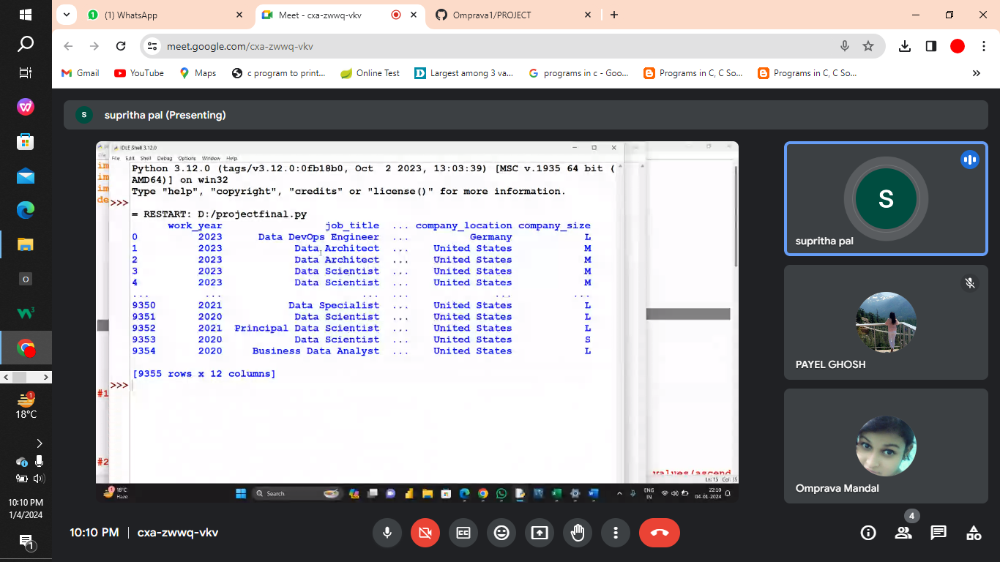 (1) WhatsApp
Meet - cxa-zwwq-vkv
Omprava1/PROJECT
meet.google.com/cxa-zwwq-vkv
Gmail
YouTube
Maps
c program to print...
Online Test
Largest among 3 va...
programs in c - Goo...
Programs in C, C So...
Programs in C, C So...
S
supritha pal (Presenting)
IDLE Shell 3.12.0
File Edit Shell Debug Options Window Help
Python 3.12.0 (tags/v3.12.0:0fb18b0, Oct  2 2023, 13:03:39) [MSC v.1935 64 bit (
AMD64)] on win32
Type "help", "copyright", "credits" or "license()" for more information.
>>>
= RESTART: D:/projectfinal.py
work_year job_title ... company_location company_size
0 2023 Data DevOps Engineer ... Germany L
1 2023 Data Architect ... United States M
2 2023 Data Architect ... United States M
3 2023 Data Scientist ... United States M
4 2023 Data Scientist ... United States M
... ... ... ... ... ...
9350 2021 Data Specialist ... United States L
9351 2020 Data Scientist ... United States L
9352 2021 Principal Data Scientist ... United States L
9353 2020 Data Scientist ... United States S
9354 2020 Business Data Analyst ... United States L
[9355 rows x 12 columns]
>>>
im
im
im
de
#1
#2
values(ascend
Ln: 15 Col: 35
18°C
Haze
Search
ENG
IN
22:10
04-01-2024
S
supritha pal
PAYEL GHOSH
Omprava Mandal
18°C
10:10 PM
1/4/2024
1
10:10 PM | cxa-zwwq-vkv
CC
4